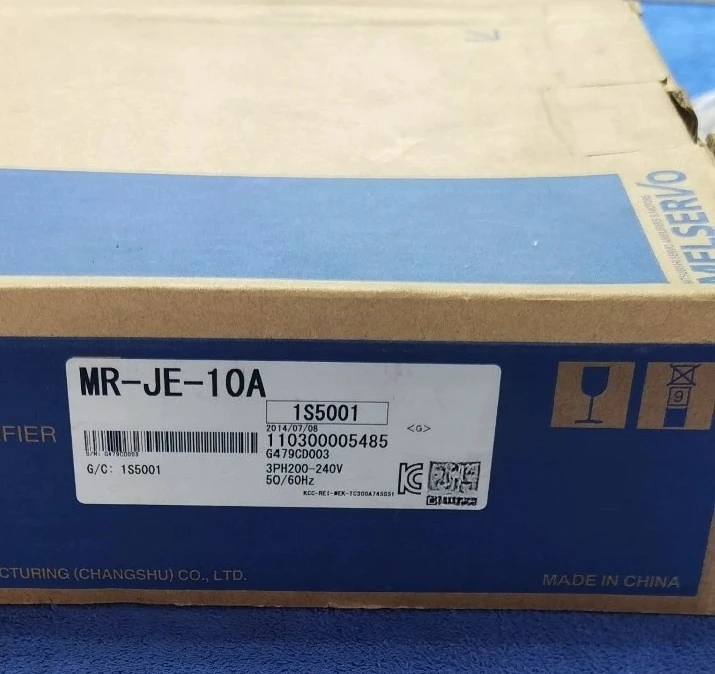 MELSERVO
MR-JE-10A
1S5001
2014/07/08
<G>
110300005485
S/N: G479CD003
G479CD003
G/C: 1S5001
3PH200-240V
50/60Hz
FIER
9
CTURING (CHANGSHU) CO., LTD.
MADE IN CHINA